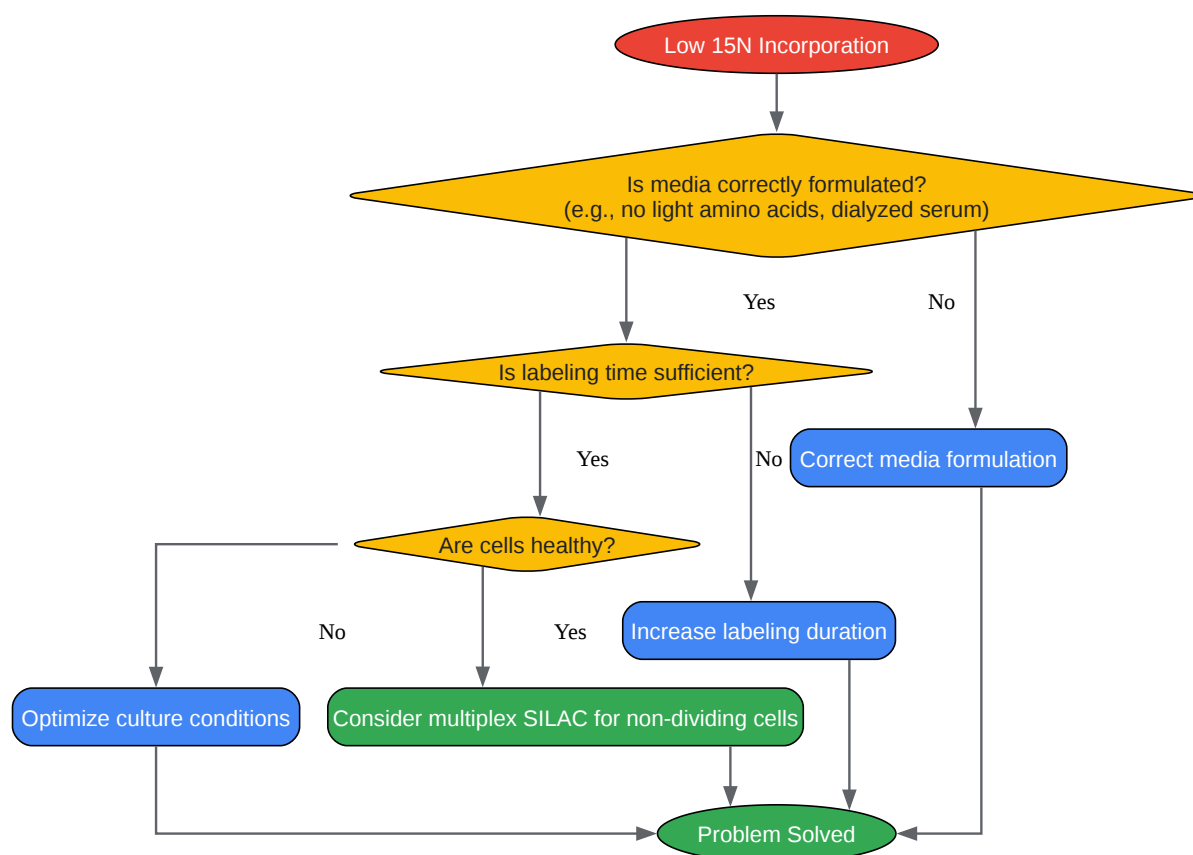 Low 15N Incorporation
Is media correctly formulated?
(e.g., no light amino acids, dialyzed serum)
Yes
No
Is labeling time sufficient?
Yes
No
Correct media formulation
Are cells healthy?
No
Yes
Increase labeling duration
Optimize culture conditions
Consider multiplex SILAC for non-dividing cells
Problem Solved